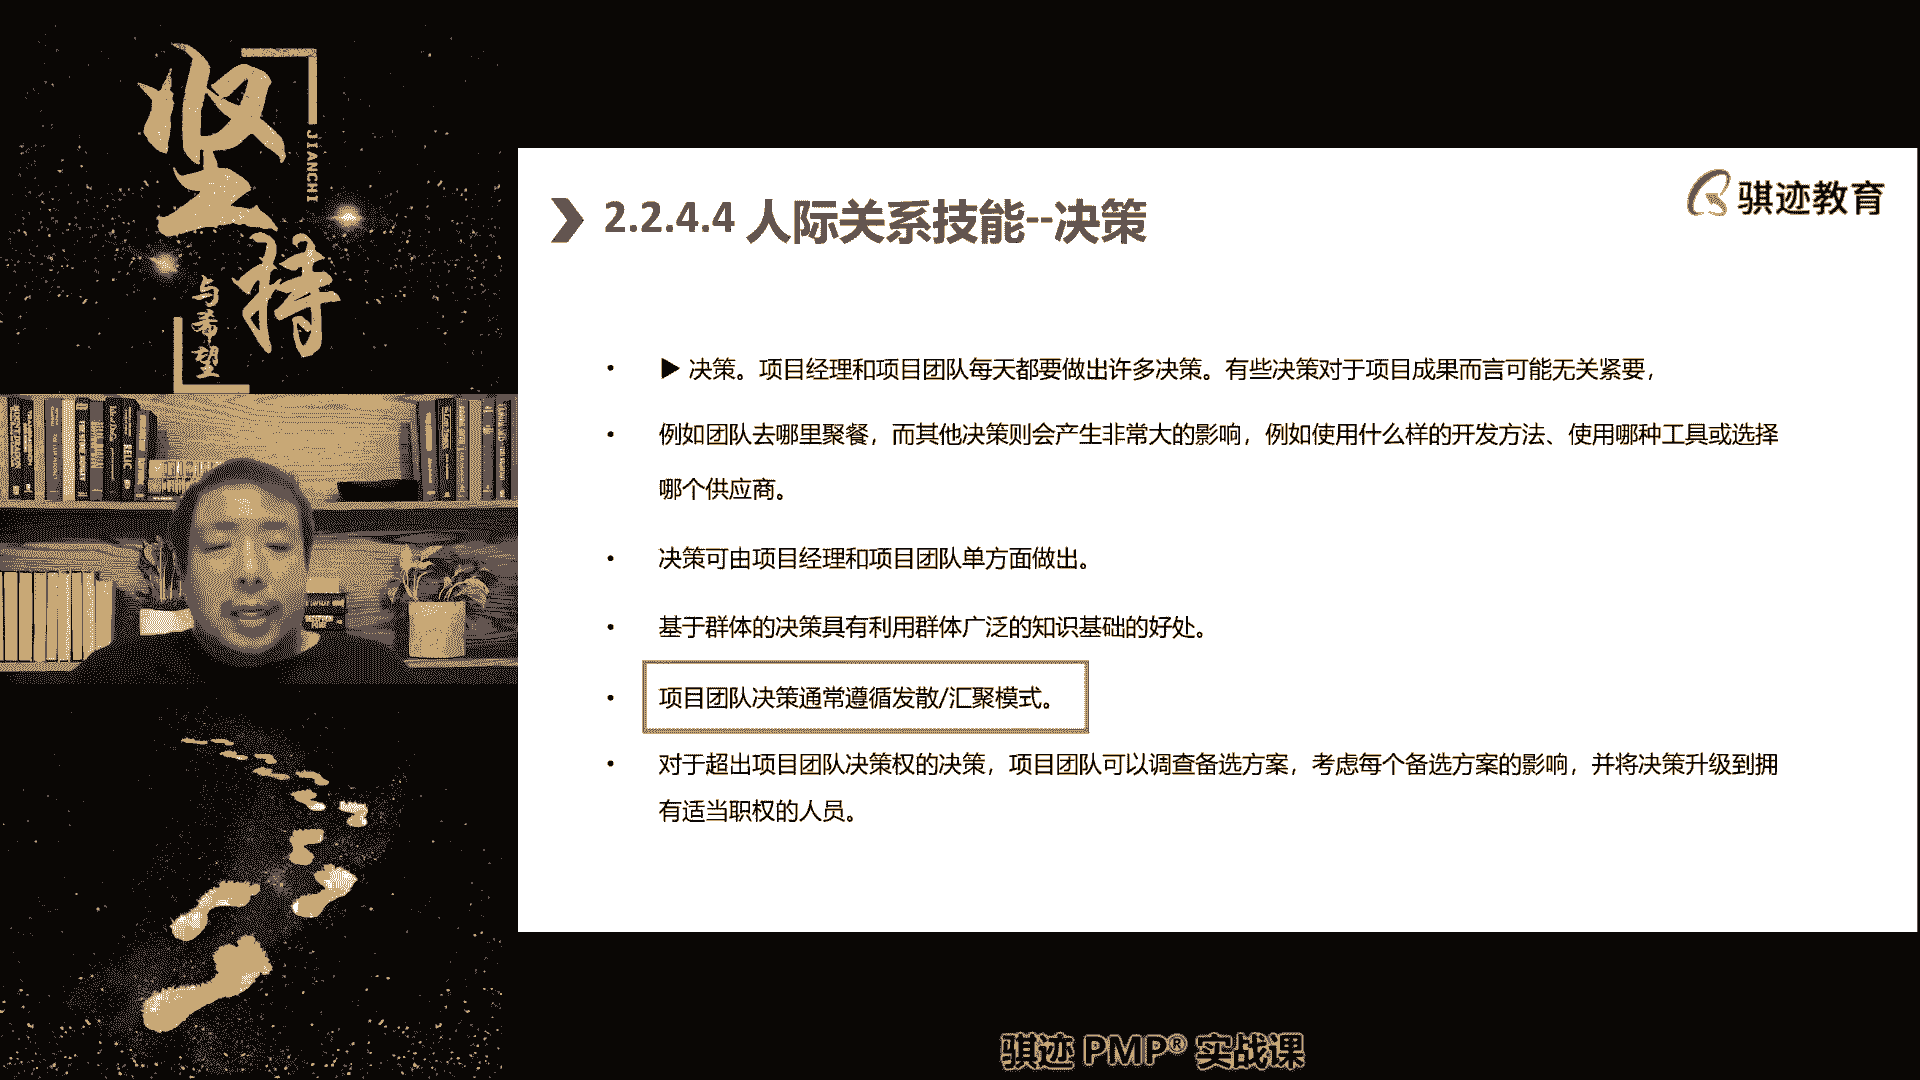 坚持
JIANCHI
与希望
骐迹教育
2.2.4.4 人际关系技能--决策
• ▶ 决策。项目经理和项目团队每天都要做出许多决策。有些决策对于项目成果而言可能无关紧要，
• 例如团队去哪里聚餐，而其他决策则会产生非常大的影响，例如使用什么样的开发方法、使用哪种工具或选择
哪个供应商。
• 决策可由项目经理和项目团队单方面做出。
• 基于群体的决策具有利用群体广泛的知识基础的好处。
• 项目团队决策通常遵循发散/汇聚模式。
• 对于超出项目团队决策权的决策，项目团队可以调查备选方案，考虑每个备选方案的影响，并将决策升级到拥
有适当职权的人员。
骐迹 PMP® 实战课